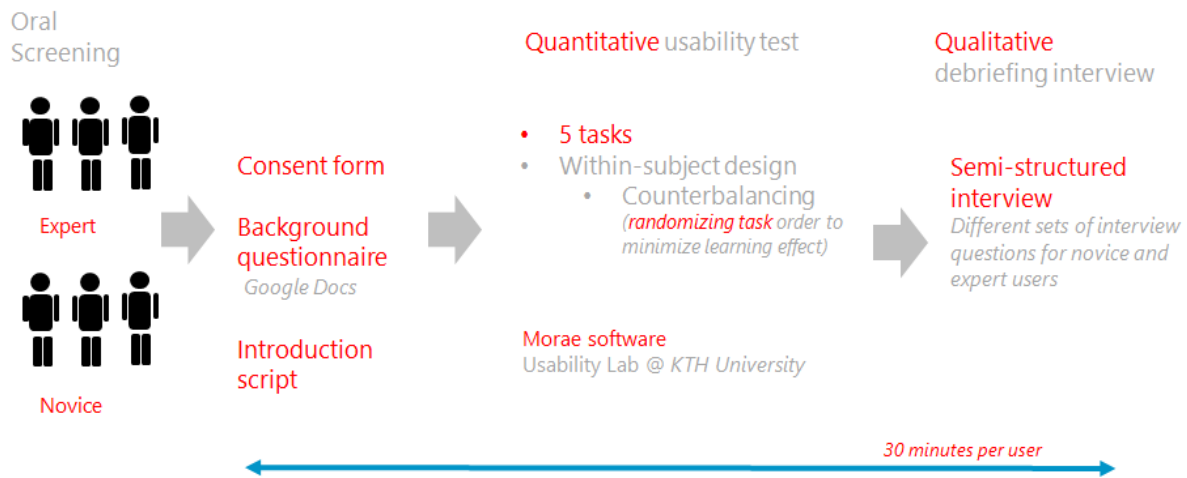 Oral
Screening
Expert
Novice
Consent form
Background
questionnaire
Google Docs
Introduction
script
Quantitative usability test
• 5 tasks
• Within-subject design
• Counterbalancing
(randomizing task order to
minimize learning effect)
Morae software
Usability Lab @ KTH University
Qualitative
debriefing interview
Semi-structured
interview
Different sets of interview
questions for novice and
expert users
30 minutes per user